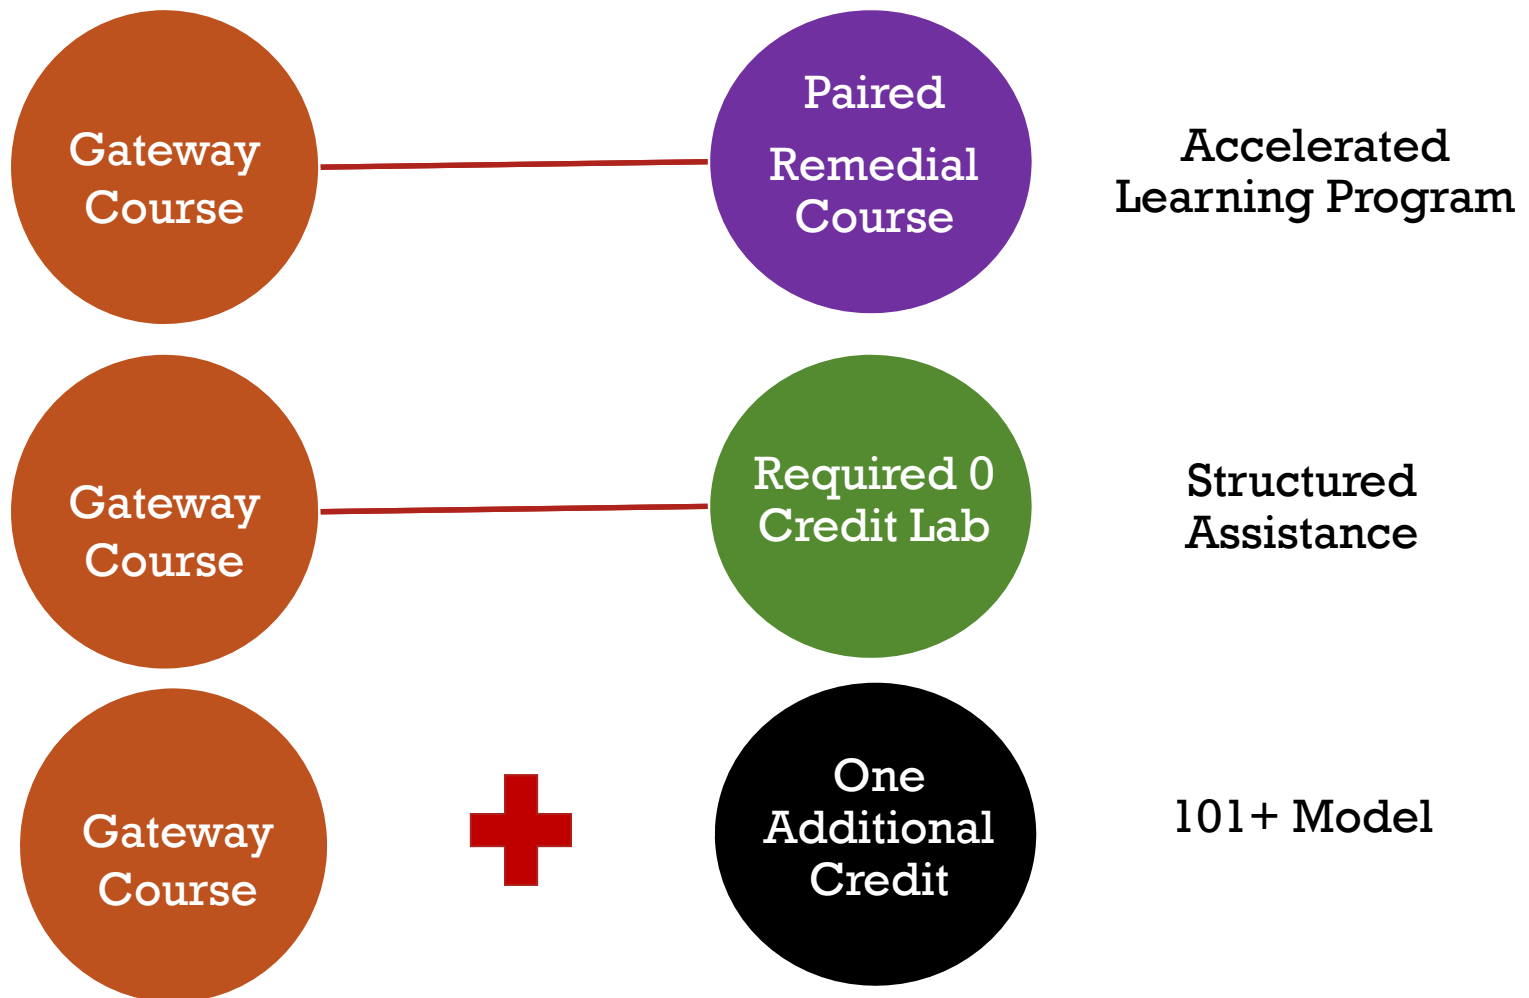 Gateway
Course
Paired
Remedial
Course
Accelerated
Learning Program
Gateway
Course
Required 0
Credit Lab
Structured
Assistance
Gateway
Course
One
Additional
Credit
101+ Model